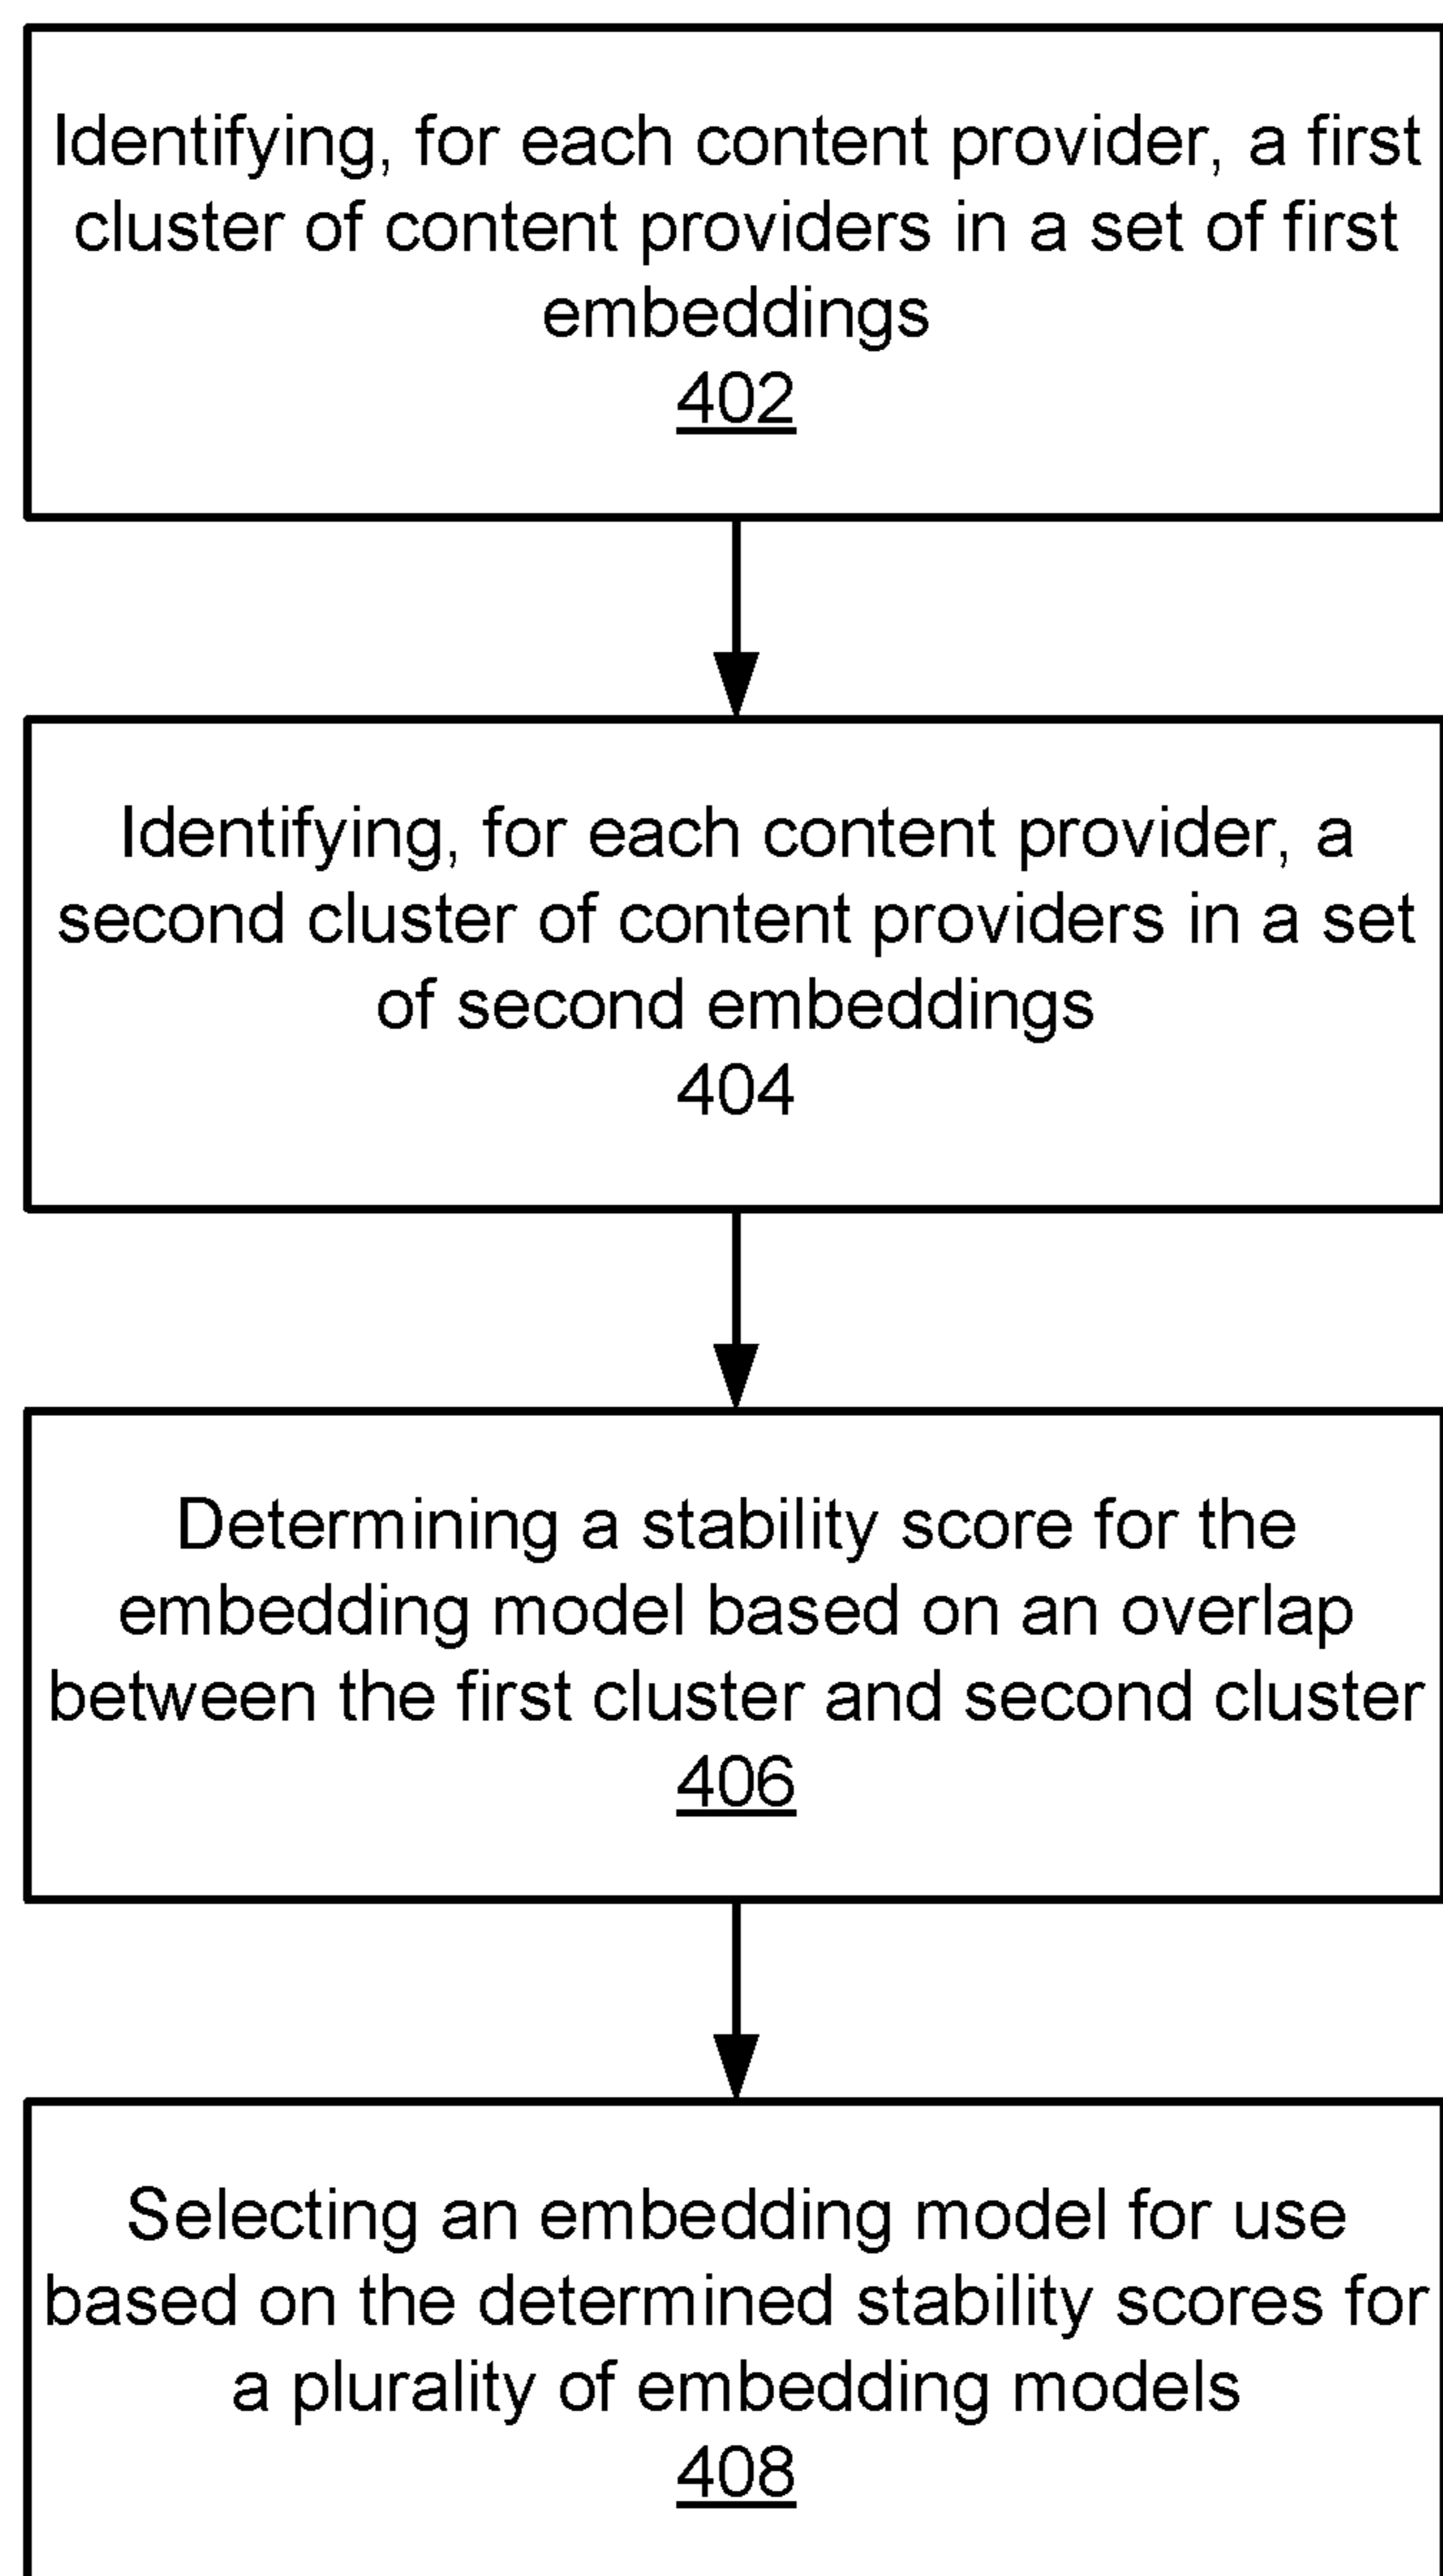 Identifying, for each content provider, a first
cluster of content providers in a set of first
embeddings
402
Identifying, for each content provider, a
second cluster of content providers in a set
of second embeddings
404
Determining a stability score for the
embedding model based on an overlap
between the first cluster and second cluster
406
Selecting an embedding model for use
based on the determined stability scores for
a plurality of embedding models
408